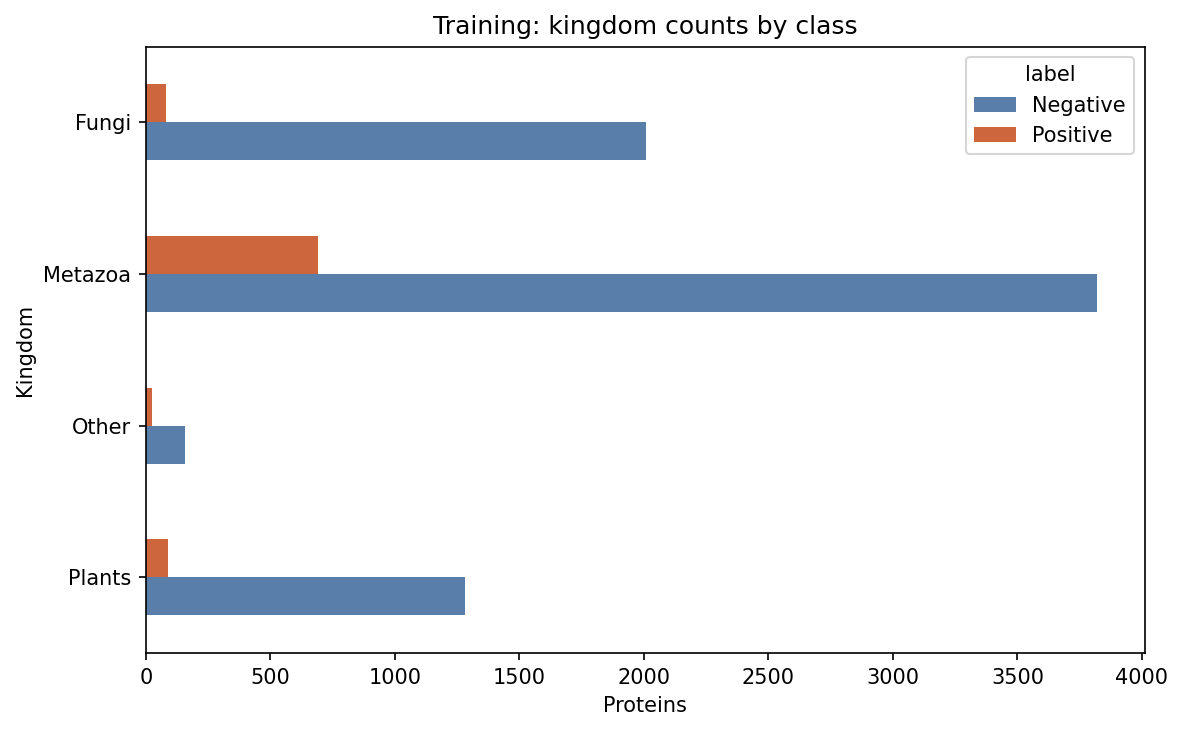 Training: kingdom counts by class
label
Negative
Positive
Fungi
Metazoa
Other
Plants
Kingdom
0 500 1000 1500 2000 2500 3000 3500 4000
Proteins